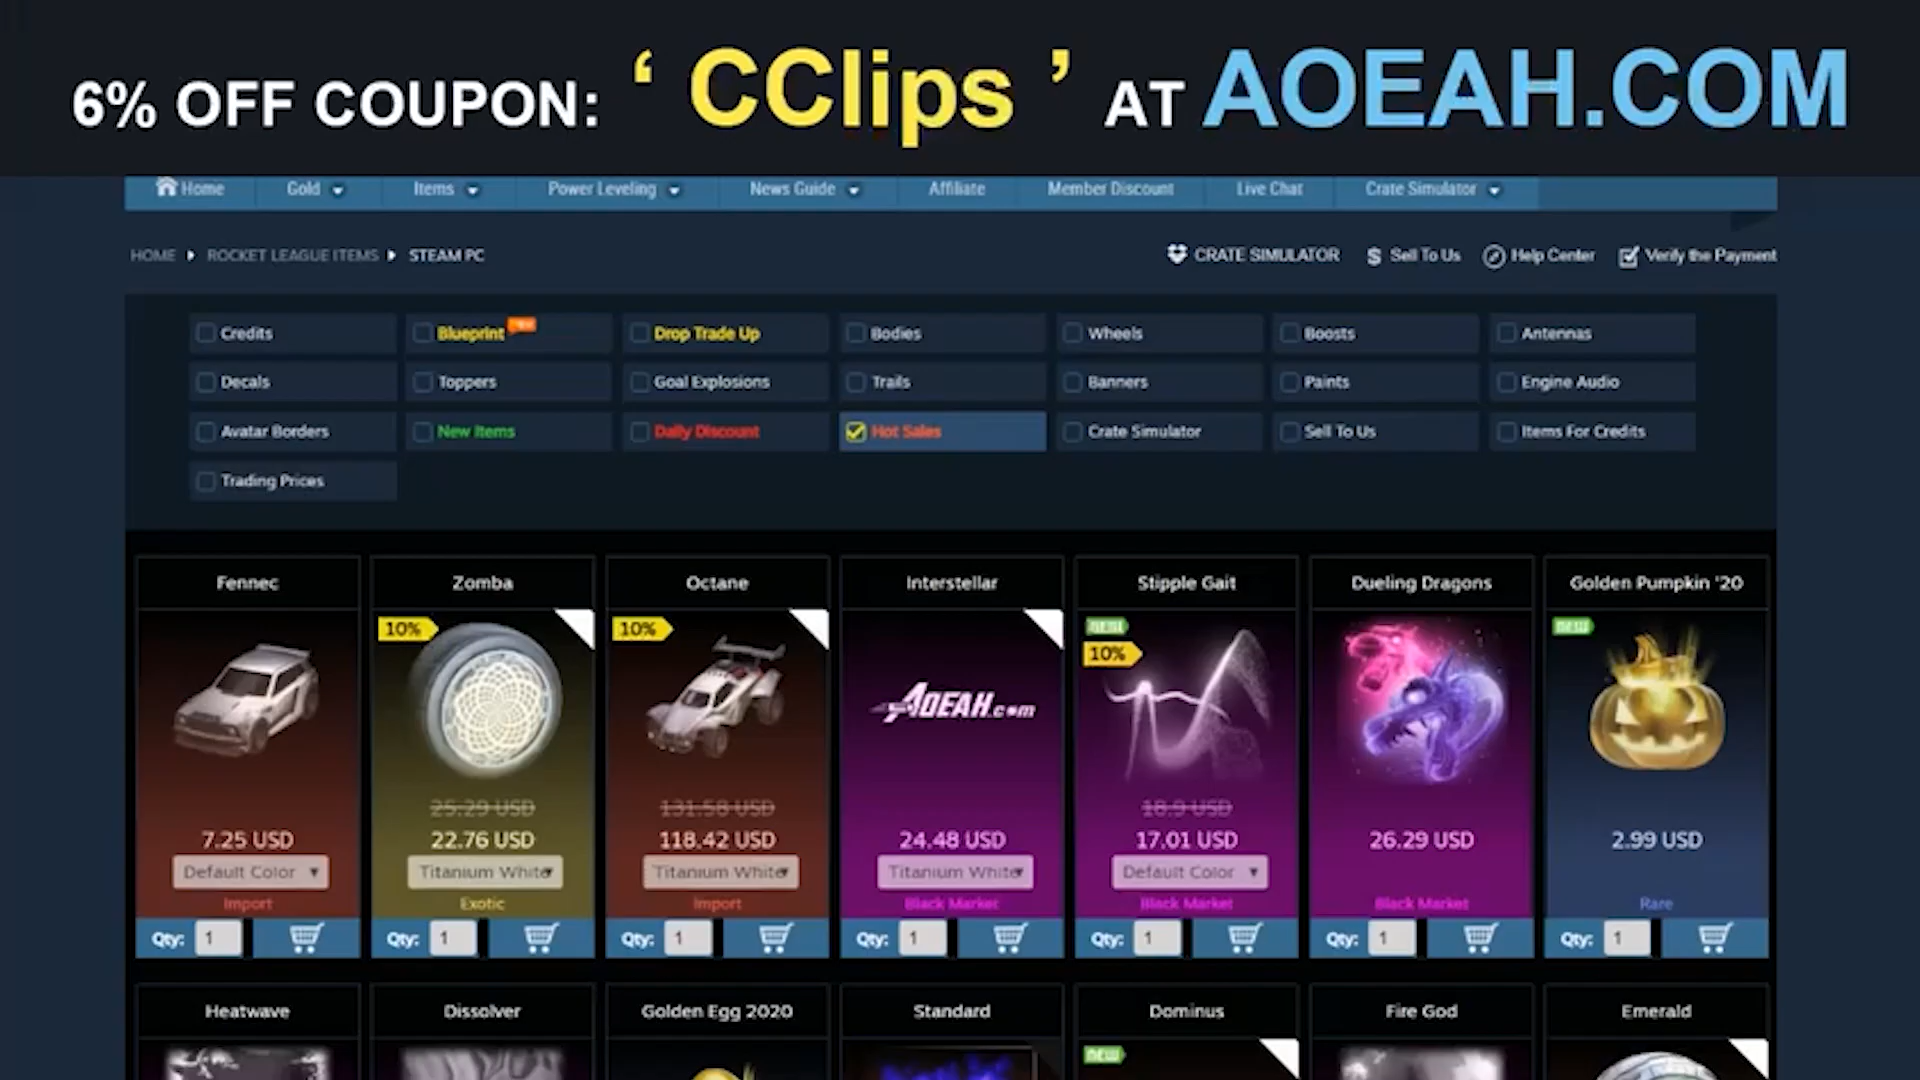 6% OFF COUPON: ‘ CClips ’ AT AOEAH.COM
Home Gold Items Power Leveling News Guide Affiliate Member Discount Live Chat Crate Simulator
HOME ROCKET LEAGUE ITEMS STEAM PC CRATE SIMULATOR $ Sell To Us Help Center Verify the Payment
Credits Blueprint Drop Trade Up Bodies Wheels Boosts Antennas
Decals Toppers Goal Explosions Trails Banners Paints Engine Audio
Avatar Borders New Items Daily Discount Hot Sales Crate Simulator Sell To Us Items For Credits
Trading Prices
Fennec Zomba Octane Interstellar Stipple Gait Dueling Dragons Golden Pumpkin '20
10% 10% new new
10%
AOEAH.com
25.29 USD 131.58 USD 18.9 USD
7.25 USD 22.76 USD 118.42 USD 24.48 USD 17.01 USD 26.29 USD 2.99 USD
Default Color Titanium White Titanium White Titanium White Default Color
Import Exotic Import Black Market Black Market Black Market Rare
Qty: 1 Qty: 1 Qty: 1 Qty: 1 Qty: 1 Qty: 1 Qty: 1
Heatwave Dissolver Golden Egg 2020 Standard Dominus Fire God Emerald
new